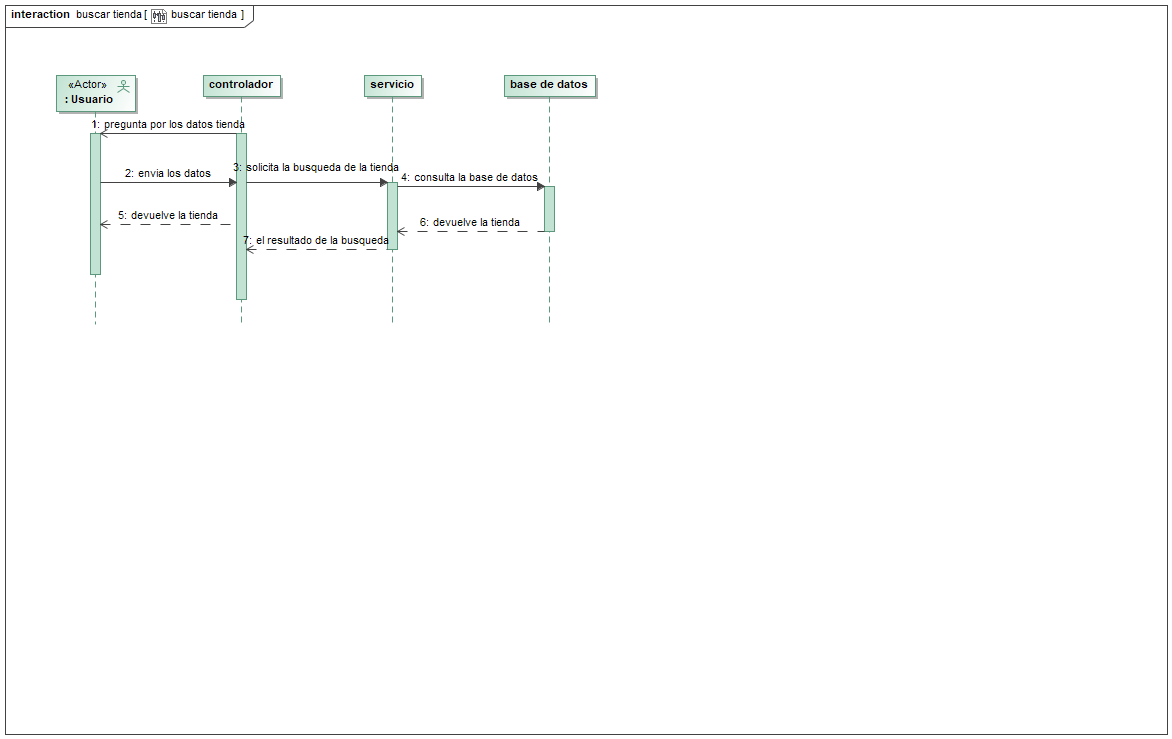 interaction buscar tienda [ buscar tienda ]
«Actor»
: Usuario
controlador
servicio
base de datos
1: pregunta por los datos tienda
2: envia los datos
3: solicita la busqueda de la tienda
4: consulta la base de datos
5: devuelve la tienda
6: devuelve la tienda
7: el resultado de la busqueda